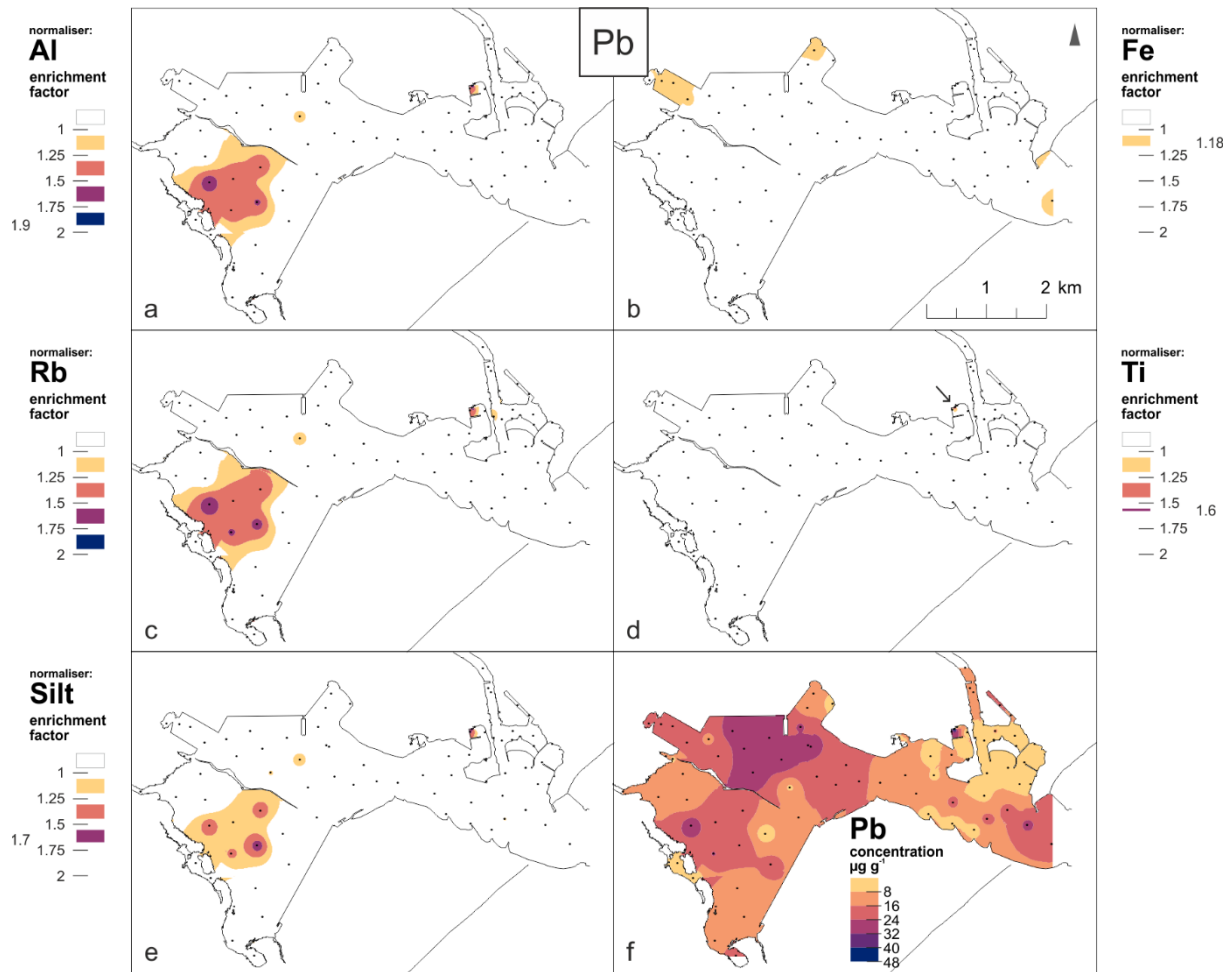 Pb
normaliser:
Al
enrichment
factor
1
1.25
1.5
1.75
1.9
2
a
normaliser:
Fe
enrichment
factor
1
1.18
1.25
1.5
1.75
2
b
1 2 km
normaliser:
Rb
enrichment
factor
1
1.25
1.5
1.75
2
c
normaliser:
Ti
enrichment
factor
1
1.25
1.5
1.6
1.75
2
d
normaliser:
Silt
enrichment
factor
1
1.25
1.5
1.7
1.75
2
e
Pb
concentration
µg g⁻¹
8
16
24
32
40
48
f